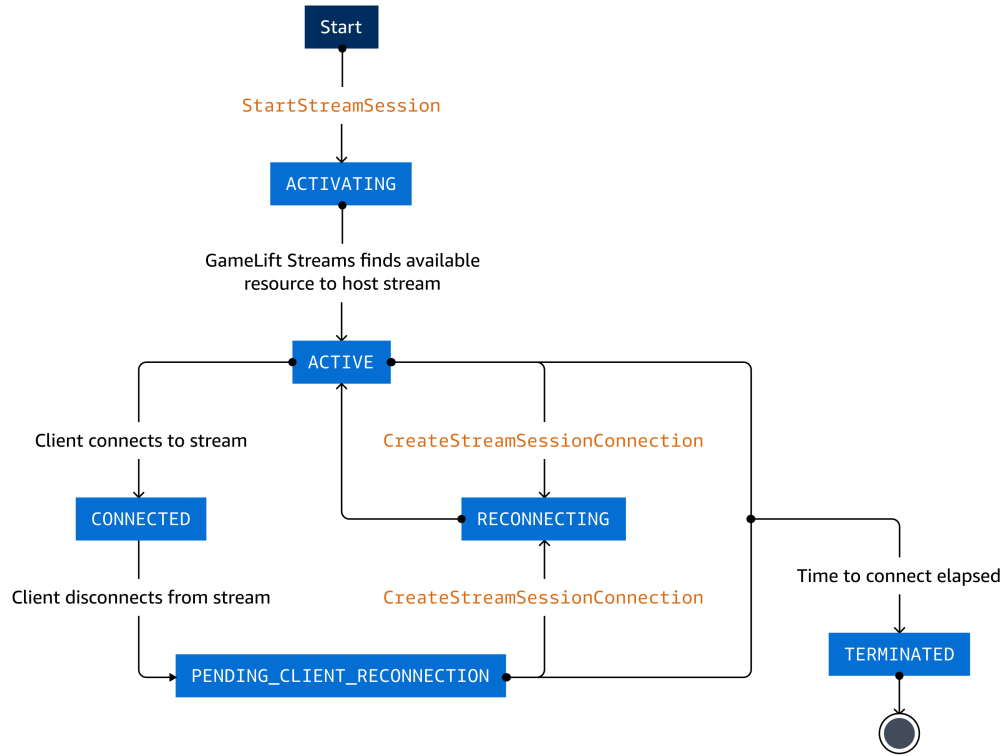 Start
StartStreamSession
ACTIVATING
GameLift Streams finds available
resource to host stream
ACTIVE
Client connects to stream
CreateStreamSessionConnection
CONNECTED
RECONNECTING
Time to connect elapsed
Client disconnects from stream
CreateStreamSessionConnection
TERMINATED
PENDING_CLIENT_RECONNECTION